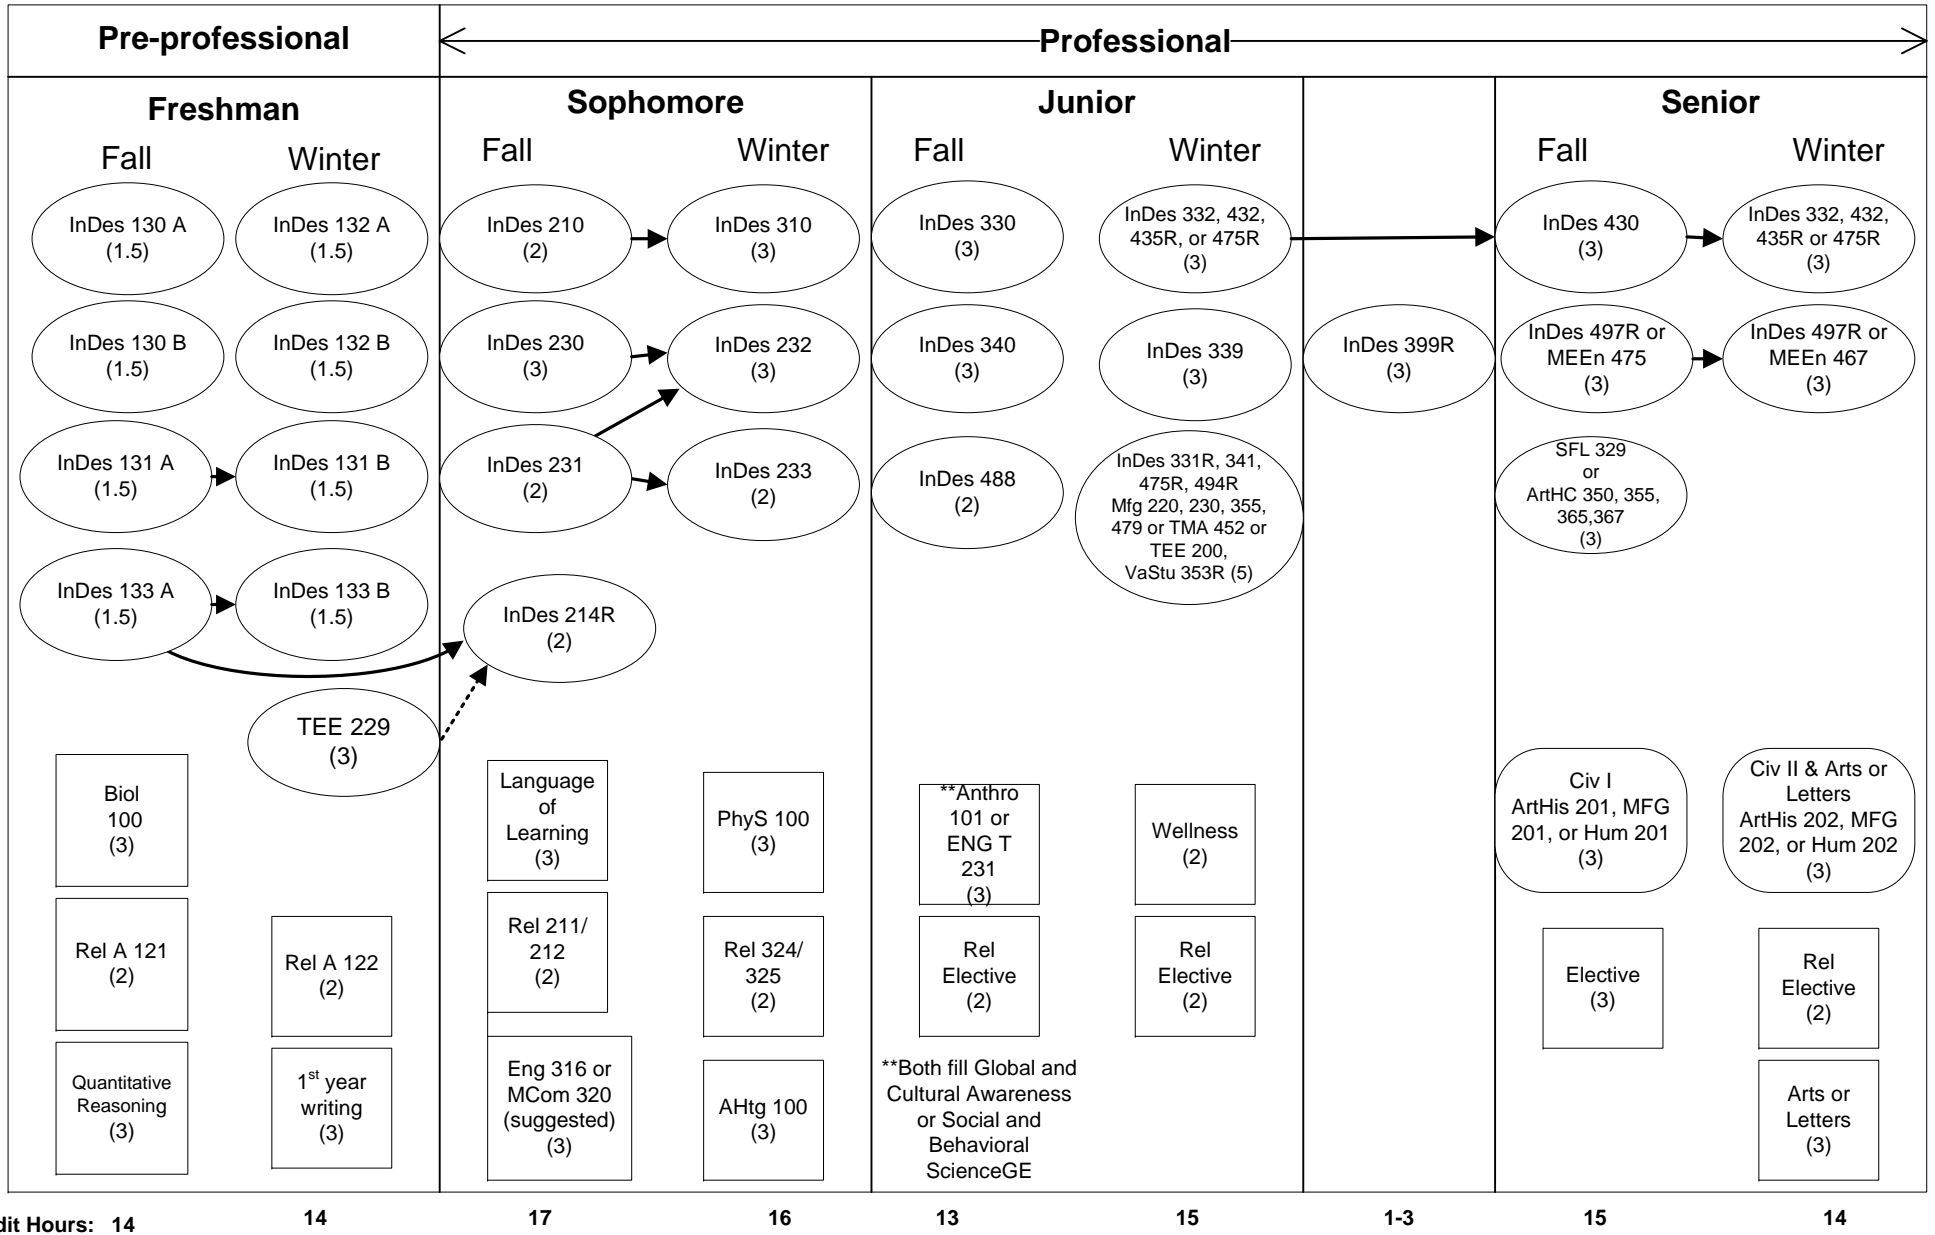 Pre-professional
Professional
Freshman
Sophomore
Junior
Senior
Fall
Winter
Fall
Winter
Fall
Winter
Fall
Winter
InDes 130 A
(1.5)
InDes 132 A
(1.5)
InDes 210
(2)
InDes 310
(3)
InDes 330
(3)
InDes 332, 432,
435R, or 475R
(3)
InDes 430
(3)
InDes 332, 432,
435R or 475R
(3)
InDes 130 B
(1.5)
InDes 132 B
(1.5)
InDes 230
(3)
InDes 232
(3)
InDes 340
(3)
InDes 339
(3)
InDes 399R
(3)
InDes 497R or
MEEn 475
(3)
InDes 497R or
MEEn 467
(3)
InDes 131 A
(1.5)
InDes 131 B
(1.5)
InDes 231
(2)
InDes 233
(2)
InDes 488
(2)
InDes 331R, 341,
475R, 494R
Mfg 220, 230, 355,
479 or TMA 452 or
TEE 200,
VaStu 353R (5)
SFL 329
or
ArtHC 350, 355,
365,367
(3)
InDes 133 A
(1.5)
InDes 133 B
(1.5)
InDes 214R
(2)
TEE 229
(3)
Biol
100
(3)
Language
of
Learning
(3)
PhyS 100
(3)
**Anthro
101 or
ENG T
231
(3)
Wellness
(2)
Civ I
ArtHis 201, MFG
201, or Hum 201
(3)
Civ II & Arts or
Letters
ArtHis 202, MFG
202, or Hum 202
(3)
Rel A 121
(2)
Rel A 122
(2)
Rel 211/
212
(2)
Rel 324/
325
(2)
Rel
Elective
(2)
Rel
Elective
(2)
Elective
(3)
Rel
Elective
(2)
Quantitative
Reasoning
(3)
1st year
writing
(3)
Eng 316 or
MCom 320
(suggested)
(3)
AHtg 100
(3)
**Both fill Global and
Cultural Awareness
or Social and
Behavioral
ScienceGE
Arts or
Letters
(3)
dit Hours: 14 14 17 16 13 15 1-3 15 14